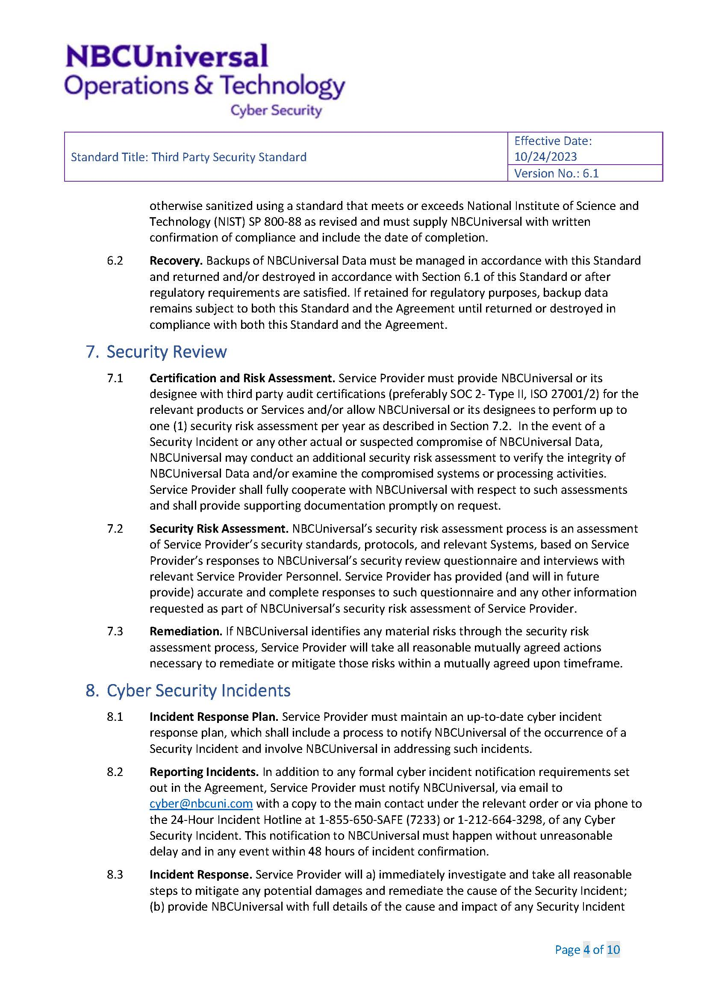 NBCUniversal
Operations & Technology
Cyber Security
Standard Title: Third Party Security Standard
Effective Date:
10/24/2023
Version No.: 6.1
otherwise sanitized using a standard that meets or exceeds National Institute of Science and
Technology (NIST) SP 800-88 as revised and must supply NBCUniversal with written
confirmation of compliance and include the date of completion.
6.2 Recovery. Backups of NBCUniversal Data must be managed in accordance with this Standard
and returned and/or destroyed in accordance with Section 6.1 of this Standard or after
regulatory requirements are satisfied. If retained for regulatory purposes, backup data
remains subject to both this Standard and the Agreement until returned or destroyed in
compliance with both this Standard and the Agreement.
7. Security Review
7.1 Certification and Risk Assessment. Service Provider must provide NBCUniversal or its
designee with third party audit certifications (preferably SOC 2- Type II, ISO 27001/2) for the
relevant products or Services and/or allow NBCUniversal or its designees to perform up to
one (1) security risk assessment per year as described in Section 7.2.  In the event of a
Security Incident or any other actual or suspected compromise of NBCUniversal Data,
NBCUniversal may conduct an additional security risk assessment to verify the integrity of
NBCUniversal Data and/or examine the compromised systems or processing activities.
Service Provider shall fully cooperate with NBCUniversal with respect to such assessments
and shall provide supporting documentation promptly on request.
7.2 Security Risk Assessment. NBCUniversal’s security risk assessment process is an assessment
of Service Provider’s security standards, protocols, and relevant Systems, based on Service
Provider’s responses to NBCUniversal’s security review questionnaire and interviews with
relevant Service Provider Personnel. Service Provider has provided (and will in future
provide) accurate and complete responses to such questionnaire and any other information
requested as part of NBCUniversal’s security risk assessment of Service Provider.
7.3 Remediation. If NBCUniversal identifies any material risks through the security risk
assessment process, Service Provider will take all reasonable mutually agreed actions
necessary to remediate or mitigate those risks within a mutually agreed upon timeframe.
8. Cyber Security Incidents
8.1 Incident Response Plan. Service Provider must maintain an up-to-date cyber incident
response plan, which shall include a process to notify NBCUniversal of the occurrence of a
Security Incident and involve NBCUniversal in addressing such incidents.
8.2 Reporting Incidents. In addition to any formal cyber incident notification requirements set
out in the Agreement, Service Provider must notify NBCUniversal, via email to
cyber@nbcuni.com with a copy to the main contact under the relevant order or via phone to
the 24-Hour Incident Hotline at 1-855-650-SAFE (7233) or 1-212-664-3298, of any Cyber
Security Incident. This notification to NBCUniversal must happen without unreasonable
delay and in any event within 48 hours of incident confirmation.
8.3 Incident Response. Service Provider will a) immediately investigate and take all reasonable
steps to mitigate any potential damages and remediate the cause of the Security Incident;
(b) provide NBCUniversal with full details of the cause and impact of any Security Incident
Page 4 of 10